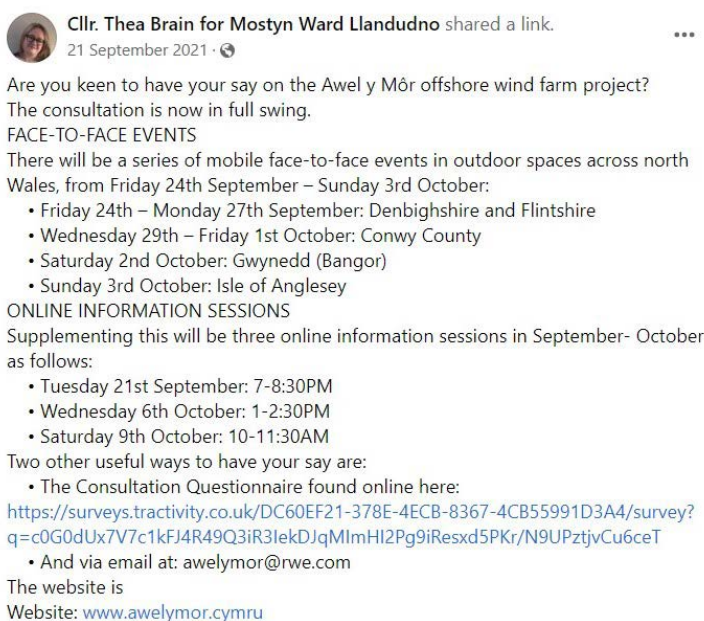 Cllr. Thea Brain for Mostyn Ward Llandudno shared a link.
21 September 2021 ·
Are you keen to have your say on the Awel y Môr offshore wind farm project?
The consultation is now in full swing.
FACE-TO-FACE EVENTS
There will be a series of mobile face-to-face events in outdoor spaces across north
Wales, from Friday 24th September – Sunday 3rd October:
• Friday 24th – Monday 27th September: Denbighshire and Flintshire
• Wednesday 29th – Friday 1st October: Conwy County
• Saturday 2nd October: Gwynedd (Bangor)
• Sunday 3rd October: Isle of Anglesey
ONLINE INFORMATION SESSIONS
Supplementing this will be three online information sessions in September- October
as follows:
• Tuesday 21st September: 7-8:30PM
• Wednesday 6th October: 1-2:30PM
• Saturday 9th October: 10-11:30AM
Two other useful ways to have your say are:
• The Consultation Questionnaire found online here:
https://surveys.tractivity.co.uk/DC60EF21-378E-4ECB-8367-4CB55991D3A4/survey?
q=c0G0dUx7V7c1kFJ4R49Q3iR3IekDJqMImHI2Pg9iResxd5PKr/N9UPztjvCu6ceT
• And via email at: awelymor@rwe.com
The website is
Website: www.awelymor.cymru